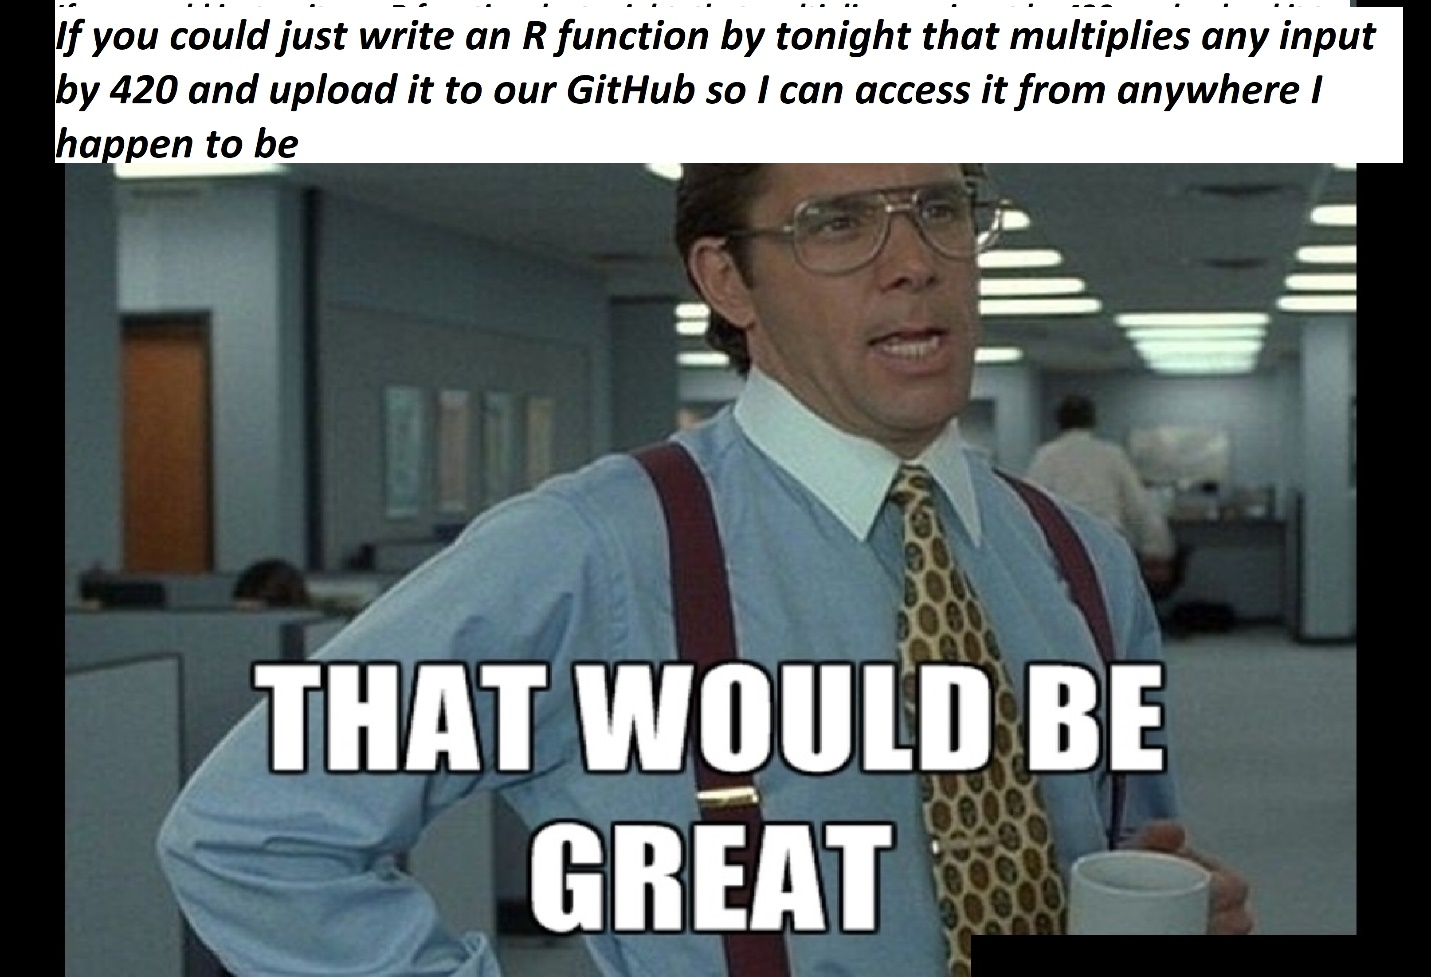 If you could just write an R function by tonight that multiplies any input
by 420 and upload it to our GitHub so I can access it from anywhere I
happen to be
THAT WOULD BE
GREAT